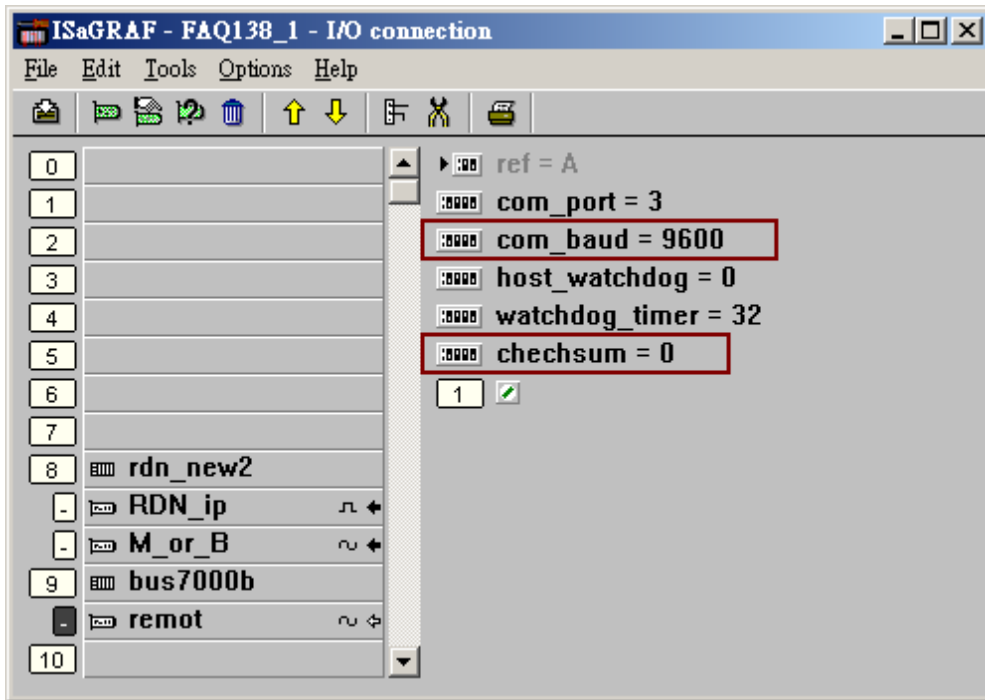 ISaGRAF - FAQ138_1 - I/O connection
File Edit Tools Options Help
0
1
2
3
4
5
6
7
8 rdn_new2
- RDN_ip
- M_or_B
9 bus7000b
- remot
10
ref = A
com_port = 3
com_baud = 9600
host_watchdog = 0
watchdog_timer = 32
chechsum = 0
1